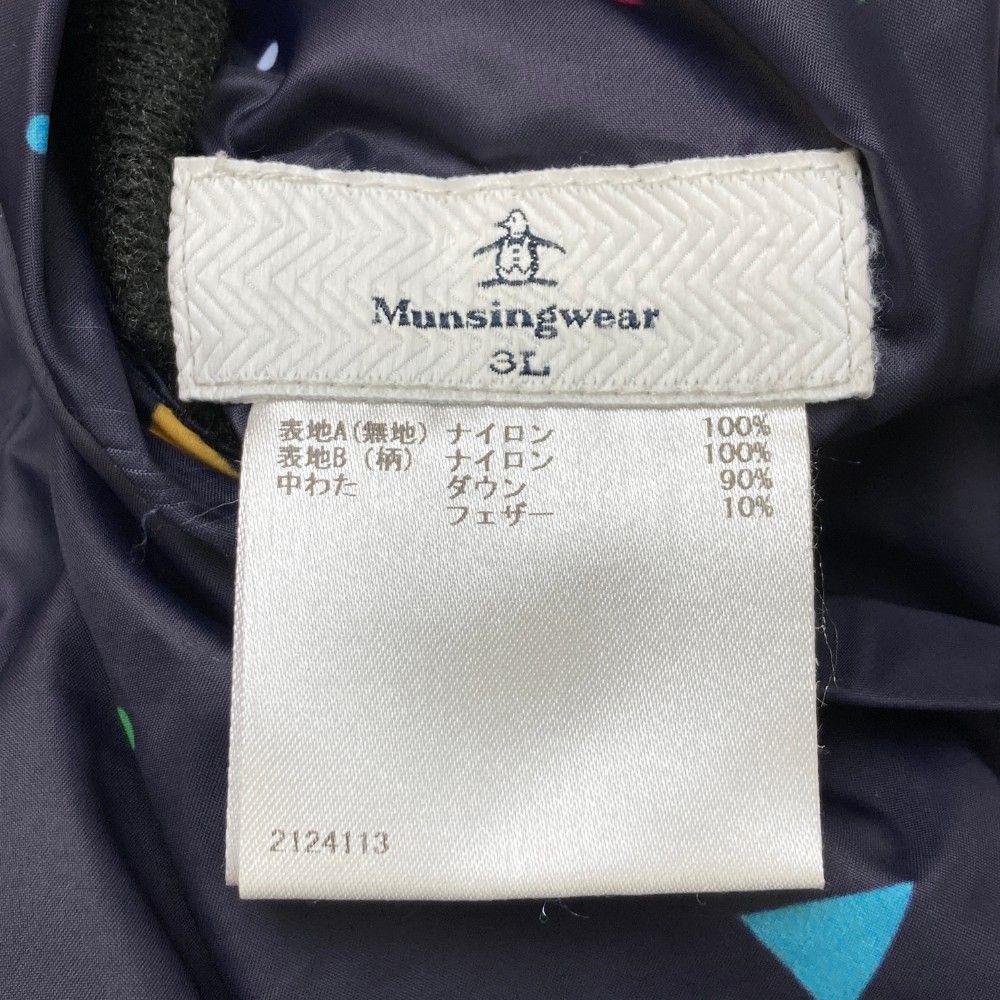 Munsingwear
3L
表地A(無地) ナイロン 100%
表地B (柄) ナイロン 100%
中わた ダウン 90%
フェザー 10%
2124113